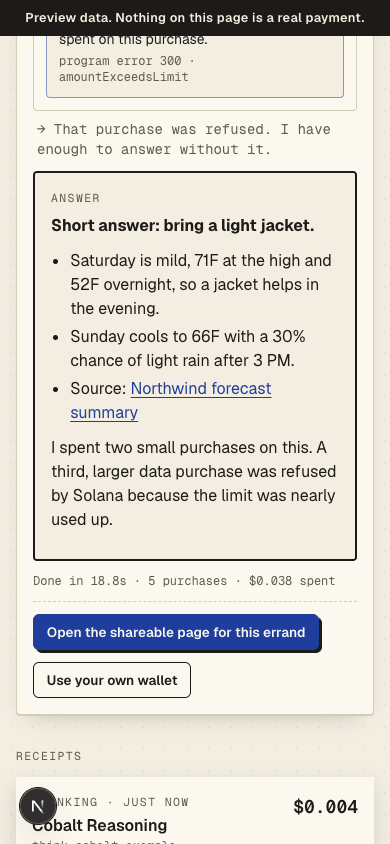 Preview data. Nothing on this page is a real payment.
spent on this purchase.
program error 300 ·
amountExceedsLimit
→ That purchase was refused. I have
enough to answer without it.
ANSWER
Short answer: bring a light jacket.
• Saturday is mild, 71F at the high and
52F overnight, so a jacket helps in
the evening.
• Sunday cools to 66F with a 30%
chance of light rain after 3 PM.
• Source: Northwind forecast
summary
I spent two small purchases on this. A
third, larger data purchase was refused
by Solana because the limit was nearly
used up.
Done in 18.8s · 5 purchases · $0.038 spent
Open the shareable page for this errand
Use your own wallet
RECEIPTS
N
NKING · JUST NOW
$0.004
Cobalt Reasoning